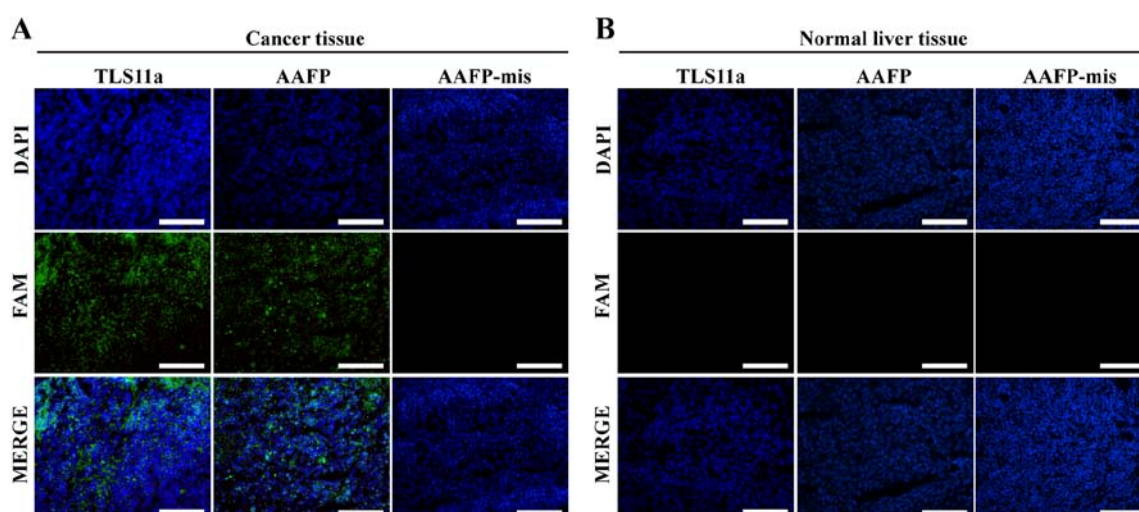 A
Cancer tissue
TLS11a AAFP AAFP-mis
DAPI
FAM
MERGE
B
Normal liver tissue
TLS11a AAFP AAFP-mis
DAPI
FAM
MERGE